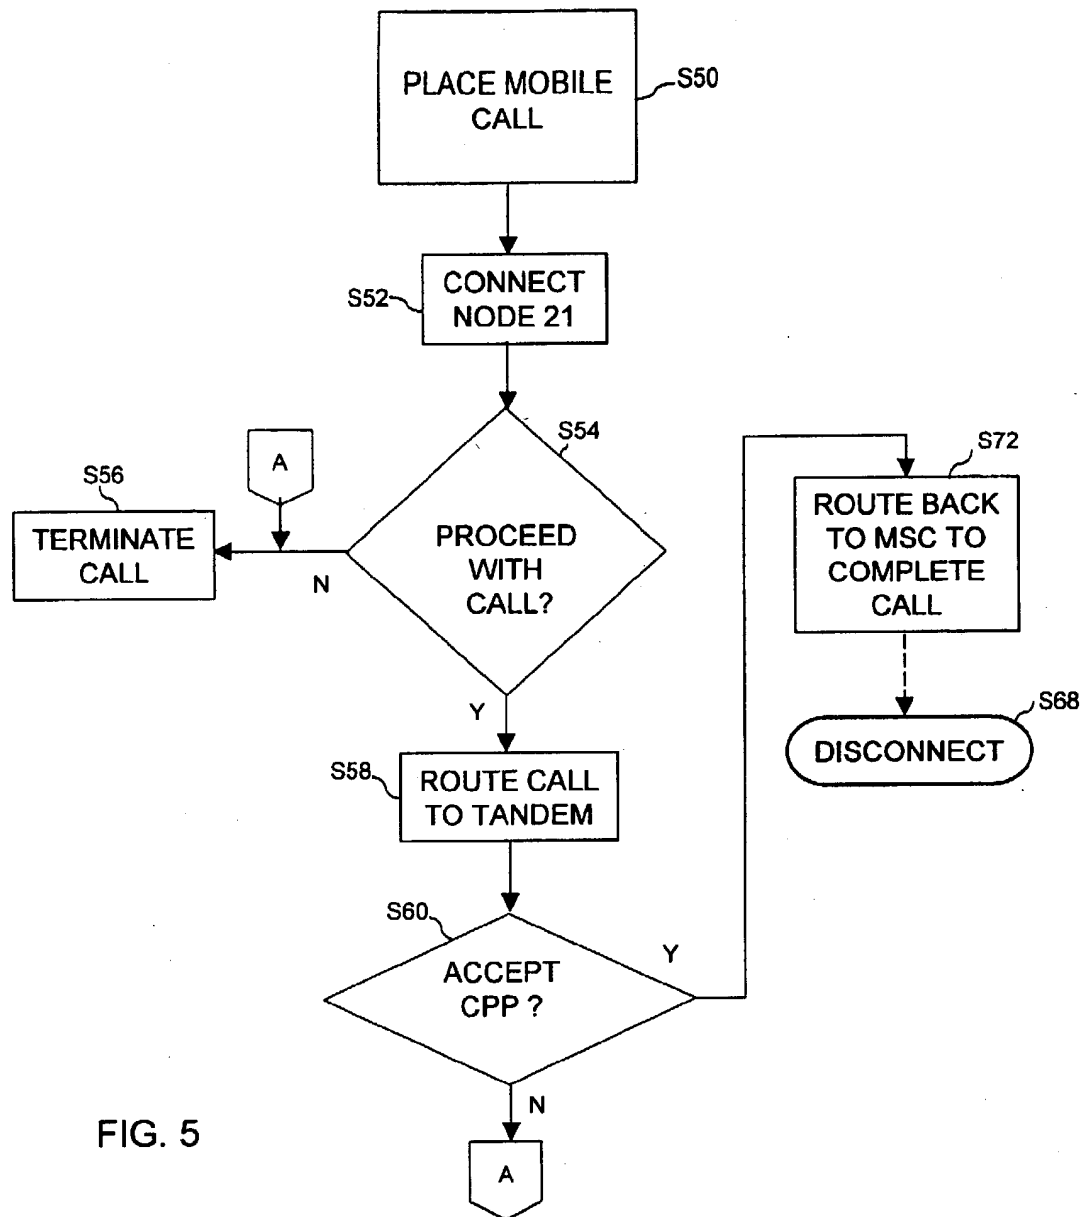 PLACE MOBILE
CALL
S50
S52
CONNECT
NODE 21
S54
A
S56
TERMINATE
CALL
N
PROCEED
WITH
CALL?
Y
S72
ROUTE BACK
TO MSC TO
COMPLETE
CALL
S68
DISCONNECT
S58
ROUTE CALL
TO TANDEM
S60
ACCEPT
CPP ?
Y
N
A
FIG. 5